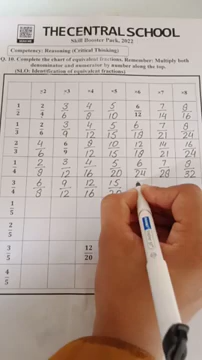 THE CENTRAL SCHOOL
Skill Booster Pack, 2022
Competency: Reasoning (Critical Thinking)
Q. 10. Complete the chart of equivalent fractions. Remember: Multiply both
denominator and numerator by number along the top.
(SLO: Identification of equivalent fractions)
×2 ×3 ×4 ×5 ×6 ×7 ×8
1/2 2/4 3/6 4/8 5/10 6/12 7/14 8/16
1/3 2/6 3/9 4/12 5/15 6/18 7/21 8/24
2/3 4/6 6/9 8/12 10/15 12/18 14/21 16/24
1/4 2/8 3/12 4/16 5/20 6/24 7/28 8/32
3/4 6/8 9/12 12/16 15/20
1/5
2/5
3/5 12/20
4/5